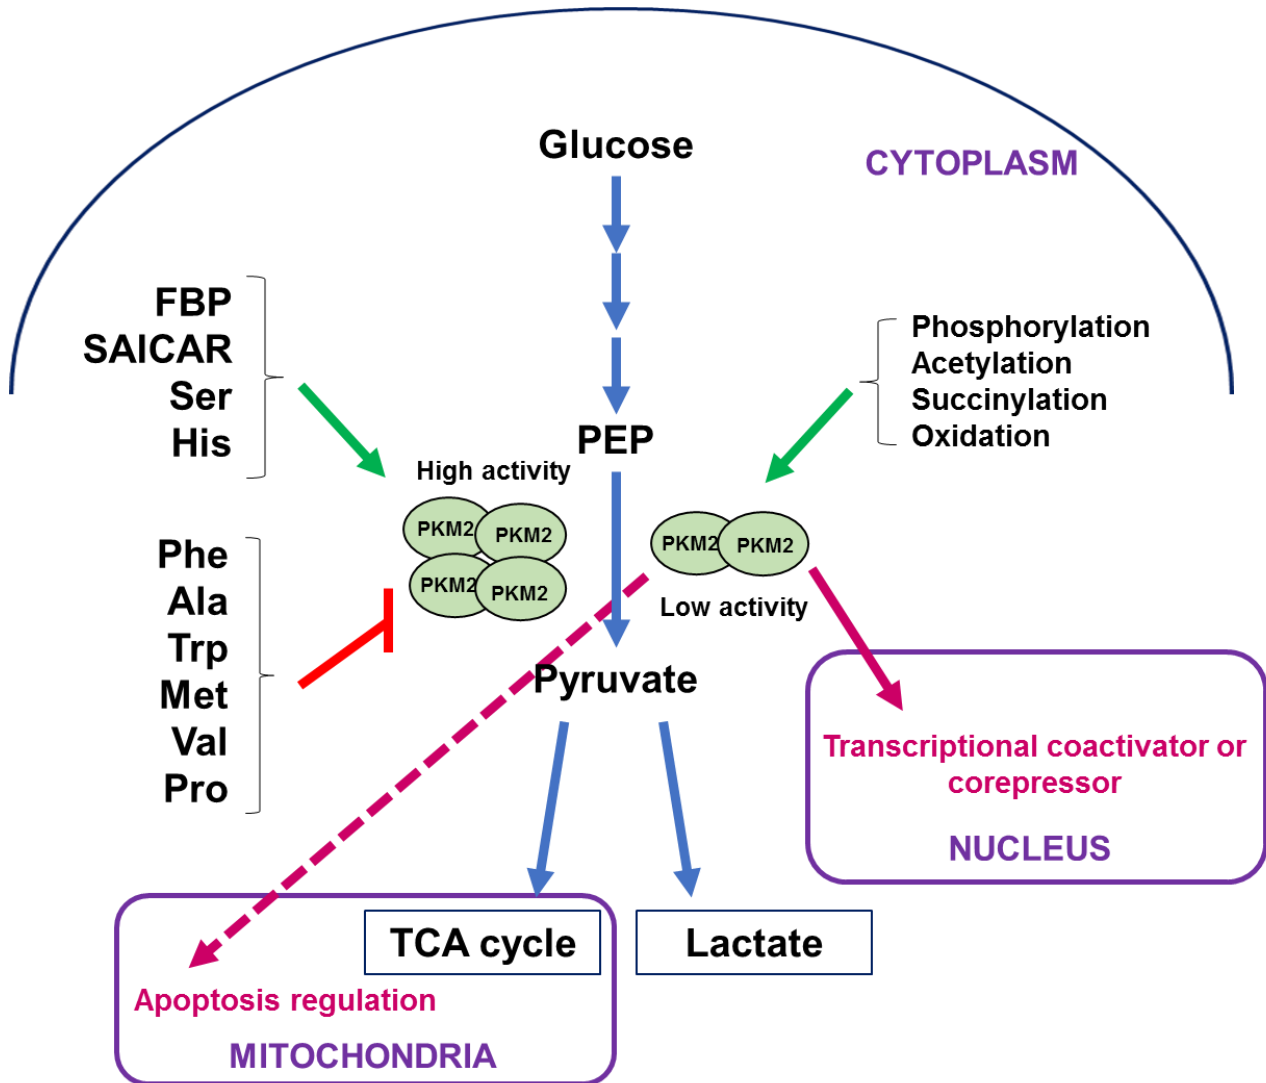 Glucose
CYTOPLASM
FBP
SAICAR
Ser
His
Phosphorylation
Acetylation
Succinylation
Oxidation
PEP
High activity
PKM2
PKM2
PKM2
PKM2
PKM2
PKM2
Low activity
Phe
Ala
Trp
Met
Val
Pro
Pyruvate
Transcriptional coactivator or
corepressor
NUCLEUS
TCA cycle
Lactate
Apoptosis regulation
MITOCHONDRIA